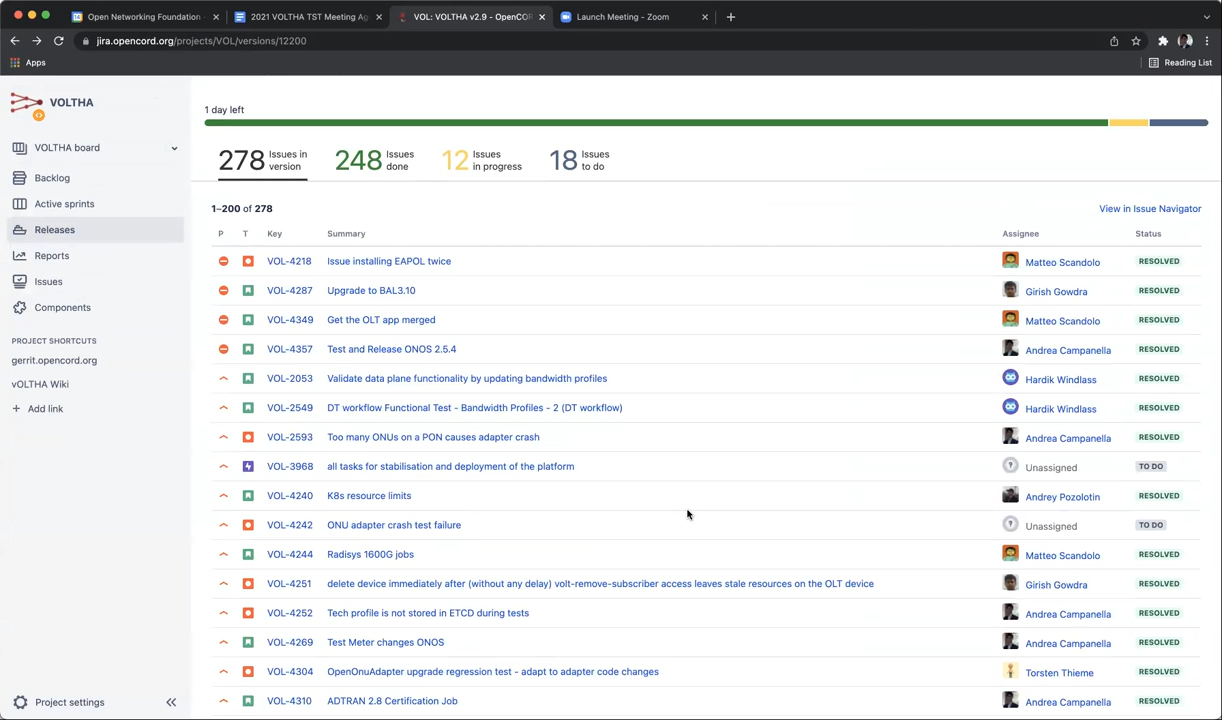 Open Networking Foundation
2021 VOLTHA TST Meeting Ag
VOL: VOLTHA v2.9 - OpenCOR
Launch Meeting - Zoom
jira.opencord.org/projects/VOL/versions/12200
Apps
Reading List
VOLTHA
VOLTHA board
Backlog
Active sprints
Releases
Reports
Issues
Components
PROJECT SHORTCUTS
gerrit.opencord.org
vOLTHA Wiki
+ Add link
Project settings
1 day left
278 Issues in version
248 Issues done
12 Issues in progress
18 Issues to do
1–200 of 278
View in Issue Navigator
P T Key Summary Assignee Status
VOL-4218 Issue installing EAPOL twice Matteo Scandolo RESOLVED
VOL-4287 Upgrade to BAL3.10 Girish Gowdra RESOLVED
VOL-4349 Get the OLT app merged Matteo Scandolo RESOLVED
VOL-4357 Test and Release ONOS 2.5.4 Andrea Campanella RESOLVED
VOL-2053 Validate data plane functionality by updating bandwidth profiles Hardik Windlass RESOLVED
VOL-2549 DT workflow Functional Test - Bandwidth Profiles - 2 (DT workflow) Hardik Windlass RESOLVED
VOL-2593 Too many ONUs on a PON causes adapter crash Andrea Campanella RESOLVED
VOL-3968 all tasks for stabilisation and deployment of the platform Unassigned TO DO
VOL-4240 K8s resource limits Andrey Pozolotin RESOLVED
VOL-4242 ONU adapter crash test failure Unassigned TO DO
VOL-4244 Radisys 1600G jobs Matteo Scandolo RESOLVED
VOL-4251 delete device immediately after (without any delay) volt-remove-subscriber access leaves stale resources on the OLT device Girish Gowdra RESOLVED
VOL-4252 Tech profile is not stored in ETCD during tests Andrea Campanella RESOLVED
VOL-4269 Test Meter changes ONOS Andrea Campanella RESOLVED
VOL-4304 OpenOnuAdapter upgrade regression test - adapt to adapter code changes Torsten Thieme RESOLVED
VOL-4310 ADTRAN 2.8 Certification Job Andrea Campanella RESOLVED